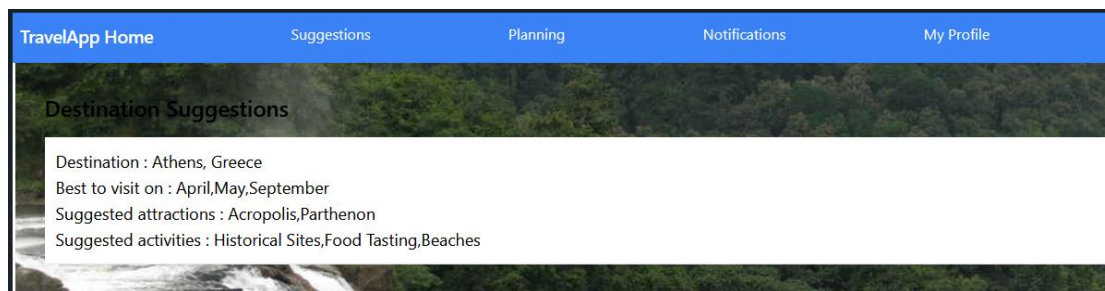 TravelApp Home Suggestions Planning Notifications My Profile
Destination Suggestions
Destination : Athens, Greece
Best to visit on : April,May,September
Suggested attractions : Acropolis,Parthenon
Suggested activities : Historical Sites,Food Tasting,Beaches